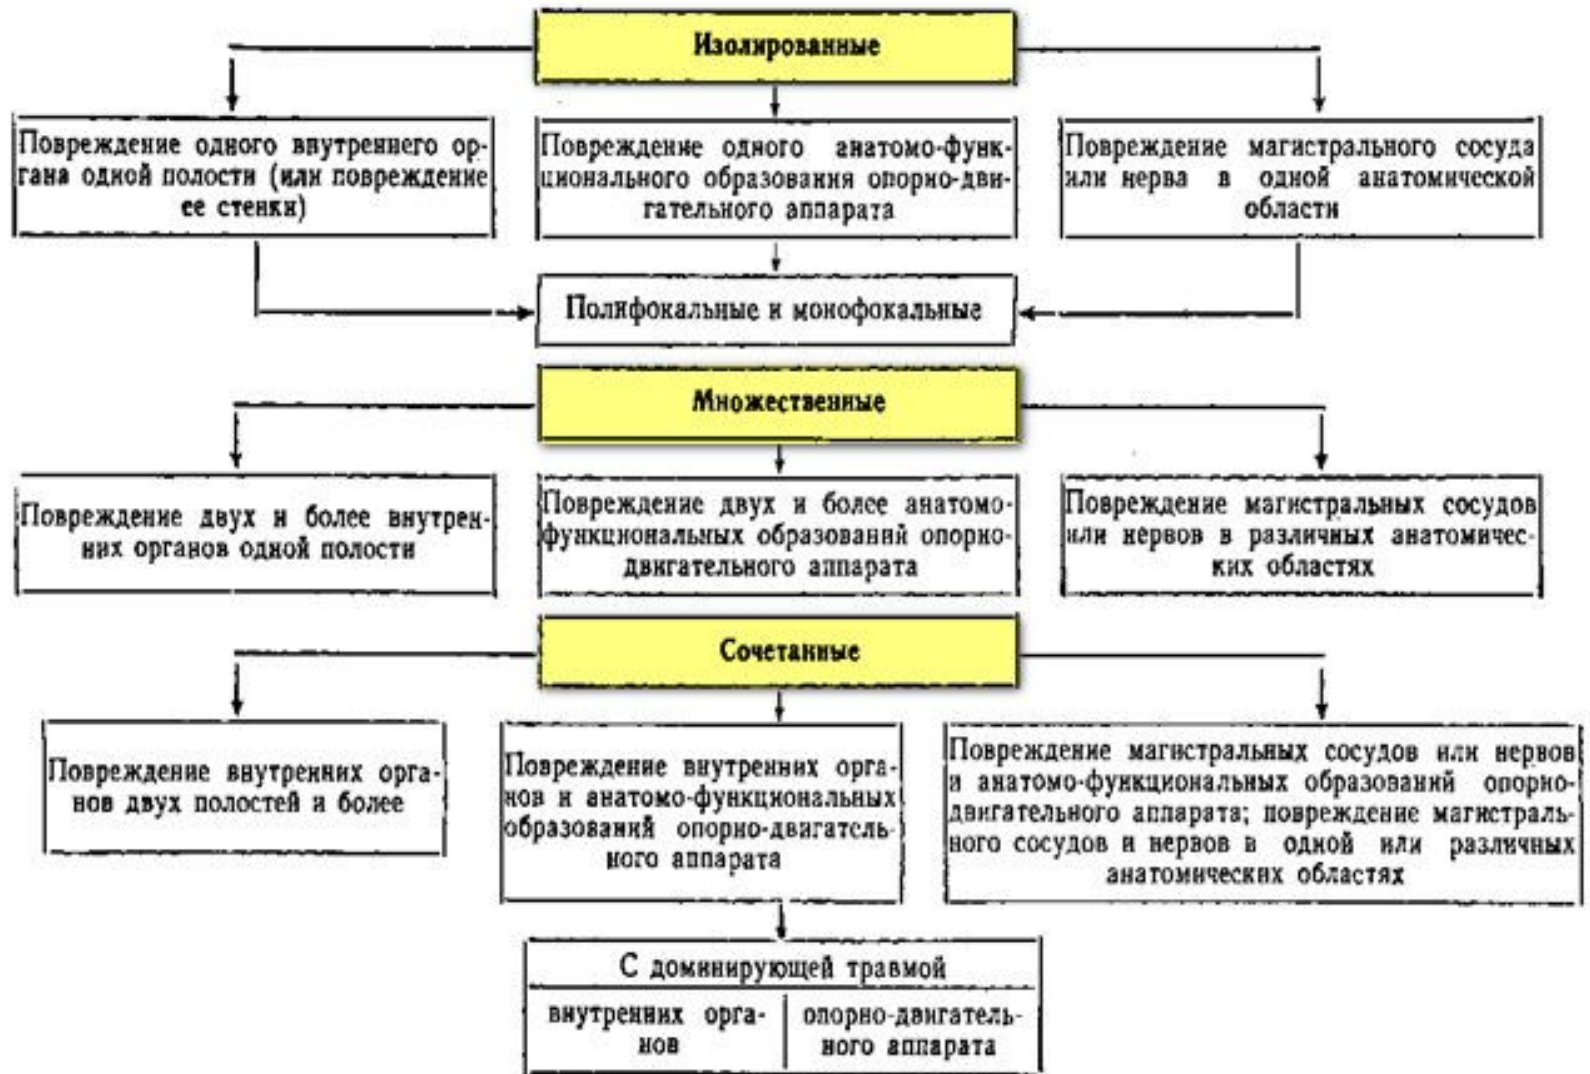 Изолированные
Повреждение одного внутреннего ор-
гана одной полости (или повреждение
ее стенки)
Повреждение одного анатомо-функ-
ционального образования опорно-дви-
гательного аппарата
Повреждение магистрального сосуда
или нерва в одной анатомической
области
Полифокальные и монофокальные
Множественные
Повреждение двух и более внутрен-
них органов одной полости
Повреждение двух и более анатомо-
функциональных образований опорно-
двигательного аппарата
Повреждение магистральных сосудов
или нервов в различных анатомичес-
ких областях
Сочетанные
Повреждение внутренних орга-
нов двух полостей и более
Повреждение внутренних орга-
нов и анатомо-функциональных
образований опорно-двигатель-
ного аппарата
Повреждение магистральных сосудов или нервов
и анатомо-функциональных образований опорно-
двигательного аппарата; повреждение магистраль-
ного сосудов и нервов в одной или различных
анатомических областях
С доминирующей травмой
внутренних орга-
нов
опорно-двигатель-
ного аппарата